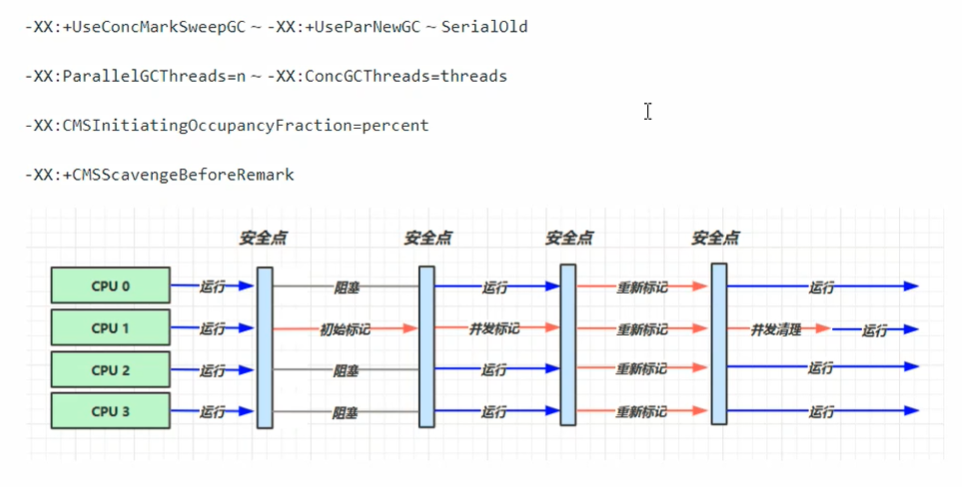 -XX:+UseConcMarkSweepGC ~ -XX:+UseParNewGC ~ SerialOld
-XX:ParallelGCThreads=n ~ -XX:ConcGCThreads=threads
-XX:CMSInitiatingOccupancyFraction=percent
-XX:+CMSScavengeBeforeRemark
安全点 安全点 安全点 安全点
CPU 0 运行 阻塞 运行 重新标记 运行
CPU 1 运行 初始标记 并发标记 重新标记 并发清理 运行
CPU 2 运行 阻塞 运行 重新标记 运行
CPU 3 运行 阻塞 运行 重新标记 运行